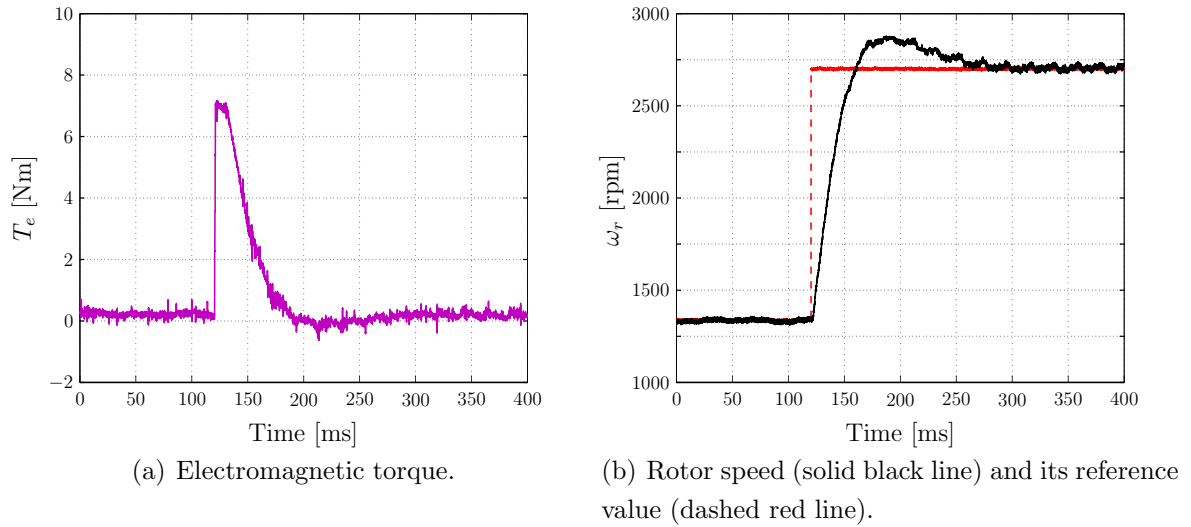 10
8
6
4
2
0
−2
T_e [Nm]
0 50 100 150 200 250 300 350 400
Time [ms]
(a) Electromagnetic torque.
3000
2500
2000
1500
1000
ω_r [rpm]
0 50 100 150 200 250 300 350 400
Time [ms]
(b) Rotor speed (solid black line) and its reference
value (dashed red line).